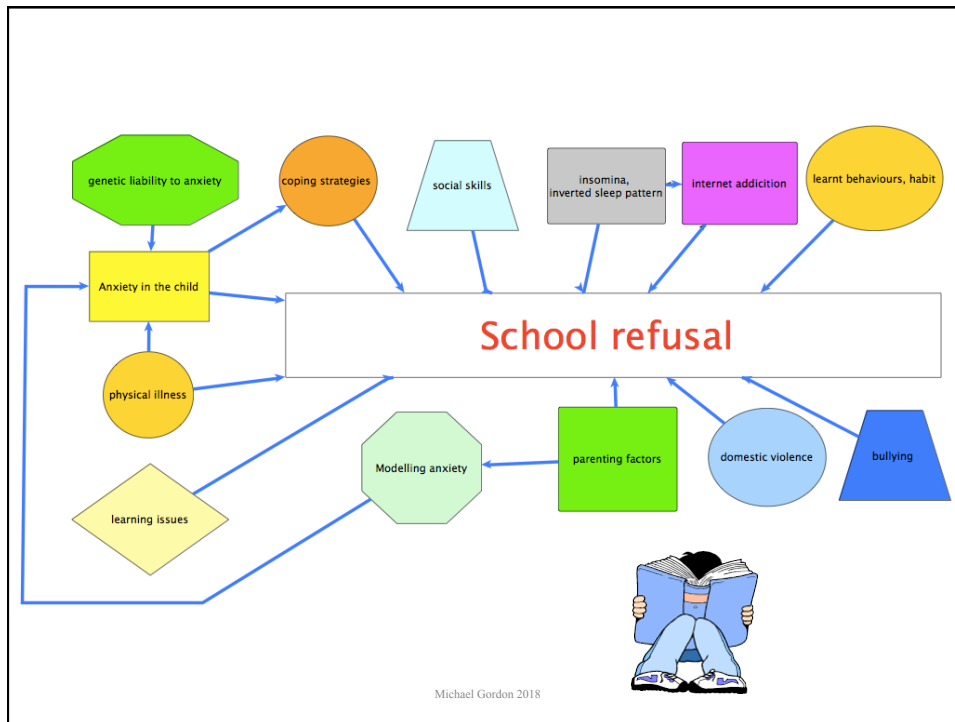 genetic liability to anxiety
coping strategies
social skills
insomina,
inverted sleep pattern
internet addicition
learnt behaviours, habit
Anxiety in the child
School refusal
physical illness
Modelling anxiety
parenting factors
domestic violence
bullying
learning issues
Michael Gordon 2018